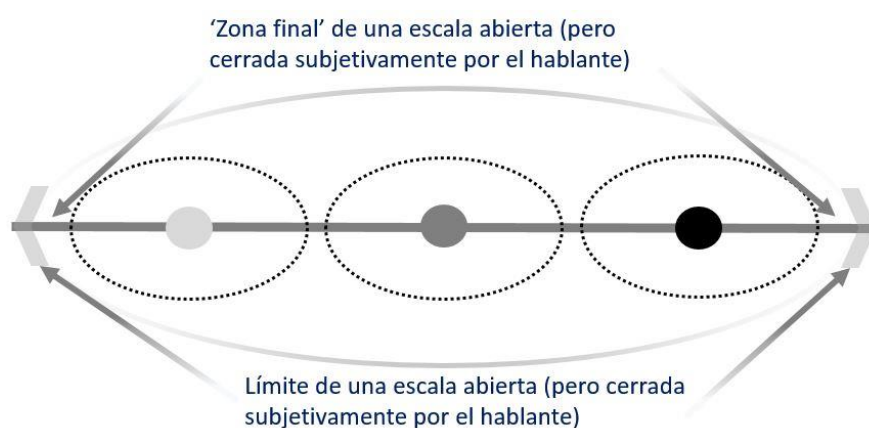 ‘Zona final’ de una escala abierta (pero
cerrada subjetivamente por el hablante)
Límite de una escala abierta (pero cerrada
subjetivamente por el hablante)